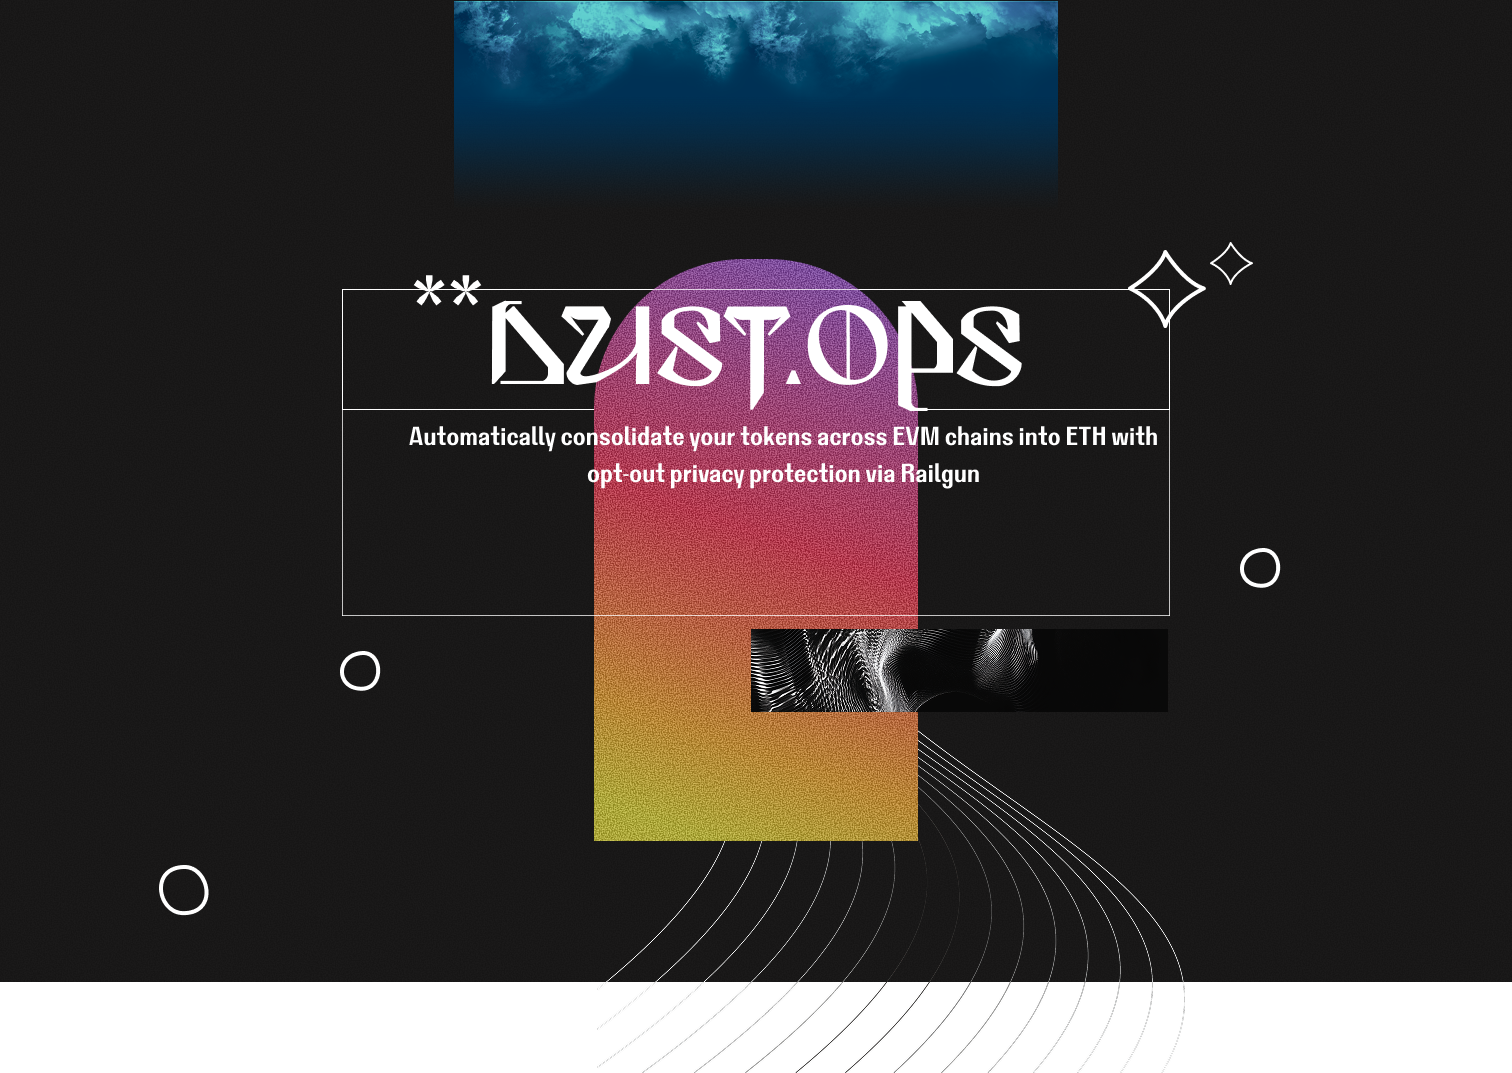 **DUST.OPS
Automatically consolidate your tokens across EVM chains into ETH with
opt-out privacy protection via Railgun